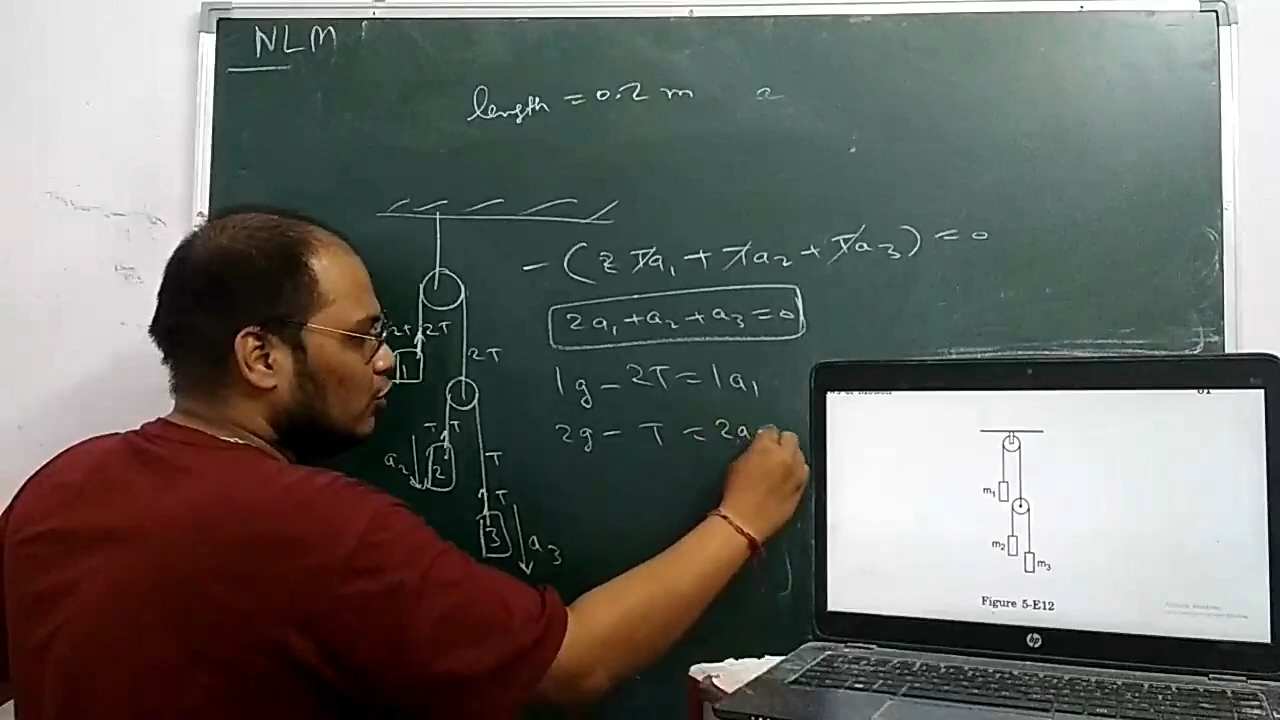 NLM
length = 0.2 m a
- (2Ta₁ + Ta₂ + Ta₃) = 0
2T 2T
2a₁ + a₂ + a₃ = 0
1
2T
1g - 2T = 1a₁
T T
2g - T = 2a
a₂ 2
T
T
3 a₃
m₁
m₂
m₃
Figure 5-E12
hp